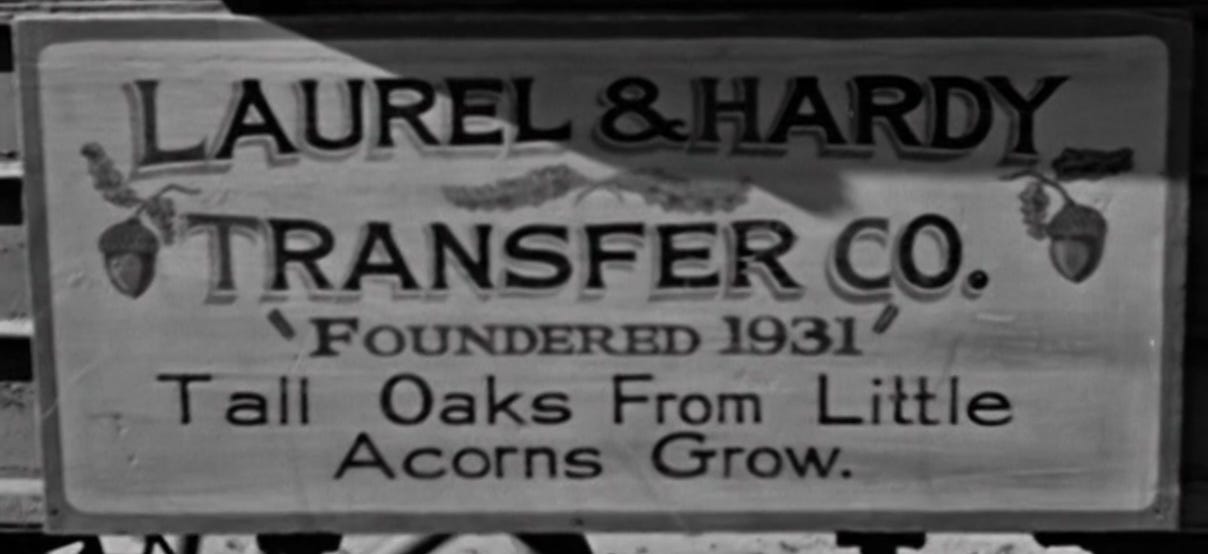 LAUREL & HARDY
TRANSFER CO.
'FOUNDERED 1931'
Tall Oaks From Little
Acorns Grow.